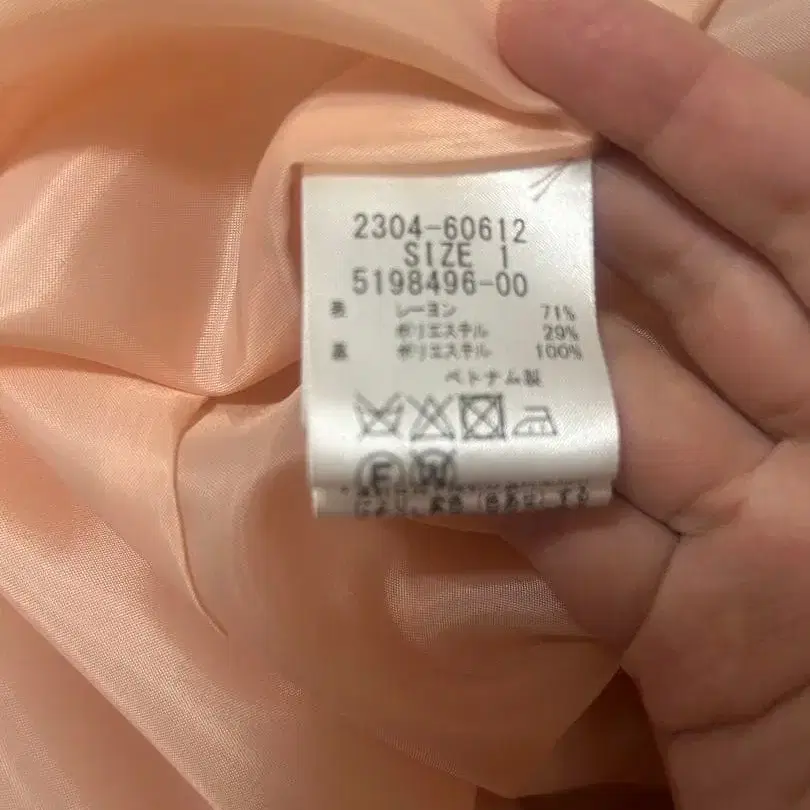 2304-60612
SIZE 1
5198496-00
表 レーヨン 71%
ポリエステル 29%
裏 ポリエステル 100%
ベトナム製
F W